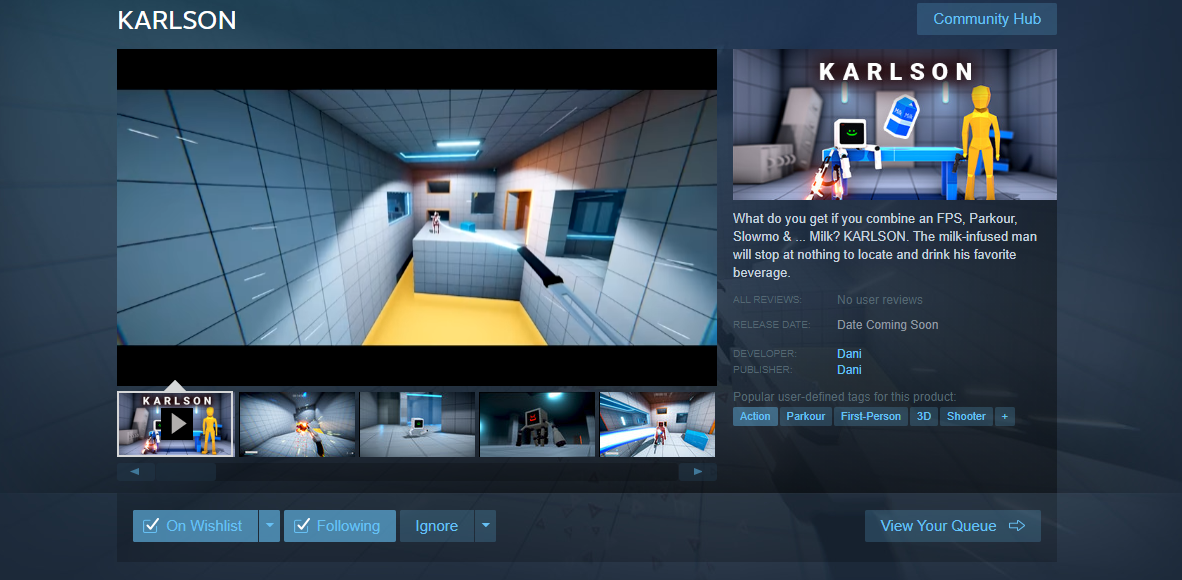 KARLSON
Community Hub
KARLSON
What do you get if you combine an FPS, Parkour,
Slowmo & ... Milk? KARLSON. The milk-infused man
will stop at nothing to locate and drink his favorite
beverage.
ALL REVIEWS: No user reviews
RELEASE DATE: Date Coming Soon
DEVELOPER: Dani
PUBLISHER: Dani
Popular user-defined tags for this product:
Action Parkour First-Person 3D Shooter +
KARLSON
On Wishlist Following Ignore View Your Queue